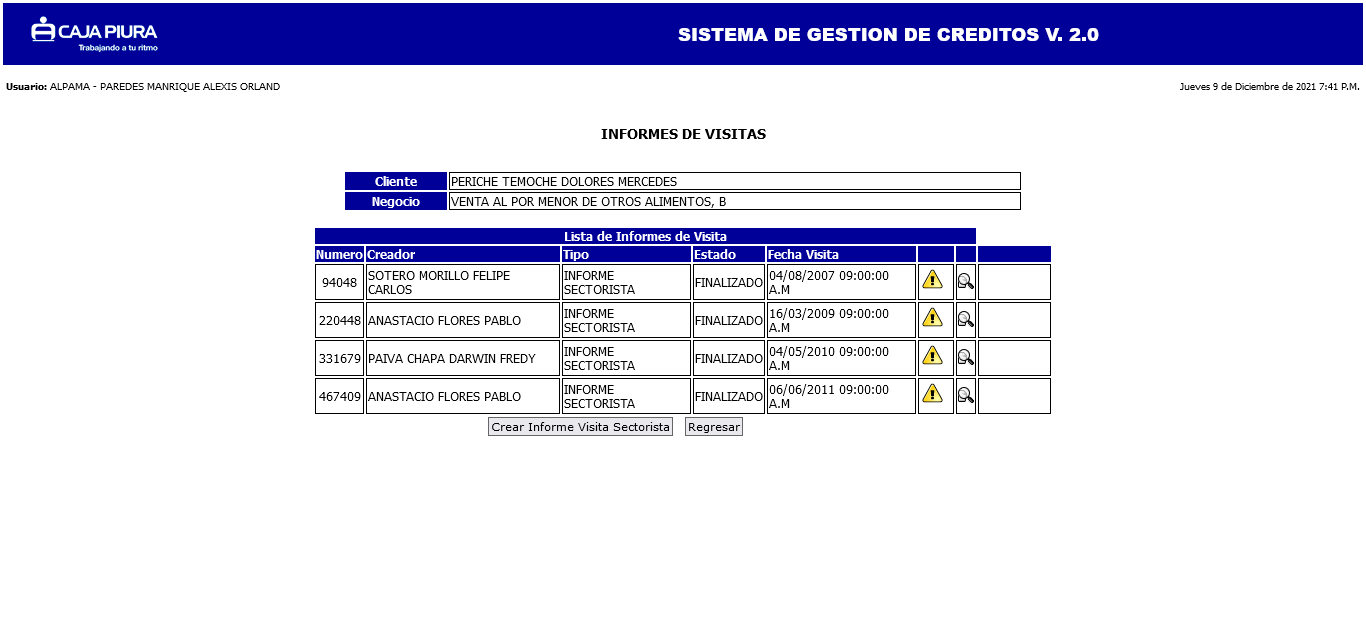 CAJA PIURA
Trabajando a tu ritmo
SISTEMA DE GESTION DE CREDITOS V. 2.0
Usuario: ALPAMA - PAREDES MANRIQUE ALEXIS ORLAND
Jueves 9 de Diciembre de 2021 7:41 P.M.
INFORMES DE VISITAS
Cliente PERICHE TEMOCHE DOLORES MERCEDES
Negocio VENTA AL POR MENOR DE OTROS ALIMENTOS, B
Lista de Informes de Visita
Numero Creador Tipo Estado Fecha Visita
94048 SOTERO MORILLO FELIPE CARLOS INFORME SECTORISTA FINALIZADO 04/08/2007 09:00:00 A.M
220448 ANASTACIO FLORES PABLO INFORME SECTORISTA FINALIZADO 16/03/2009 09:00:00 A.M
331679 PAIVA CHAPA DARWIN FREDY INFORME SECTORISTA FINALIZADO 04/05/2010 09:00:00 A.M
467409 ANASTACIO FLORES PABLO INFORME SECTORISTA FINALIZADO 06/06/2011 09:00:00 A.M
Crear Informe Visita Sectorista Regresar